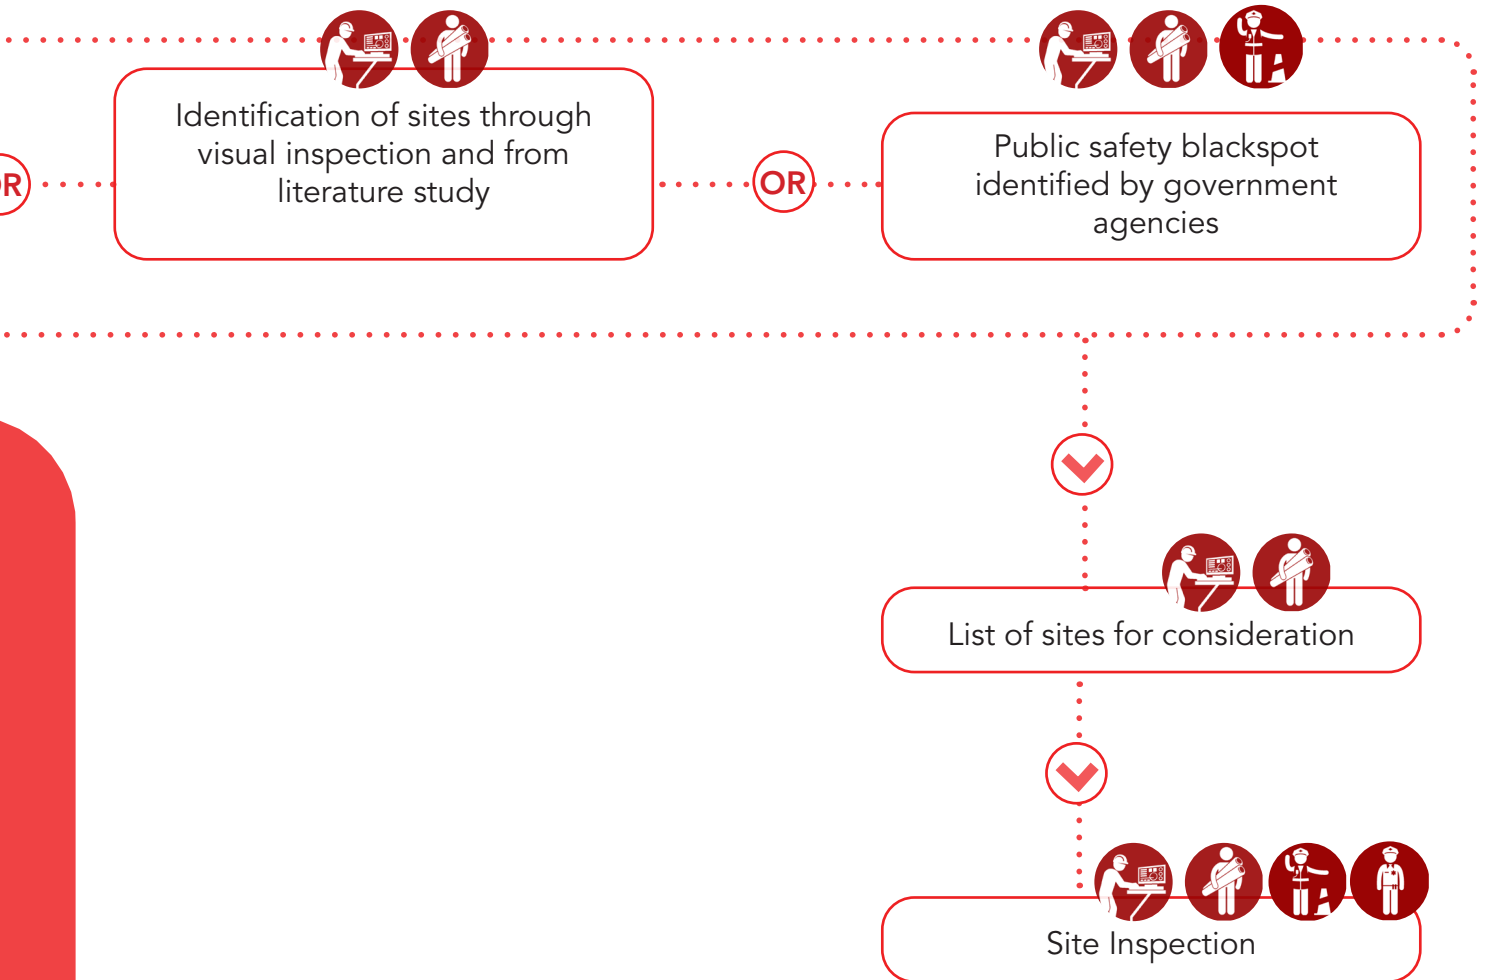 Identification of sites through
visual inspection and from
literature study
OR
Public safety blackspot
identified by government
agencies
List of sites for consideration
Site Inspection